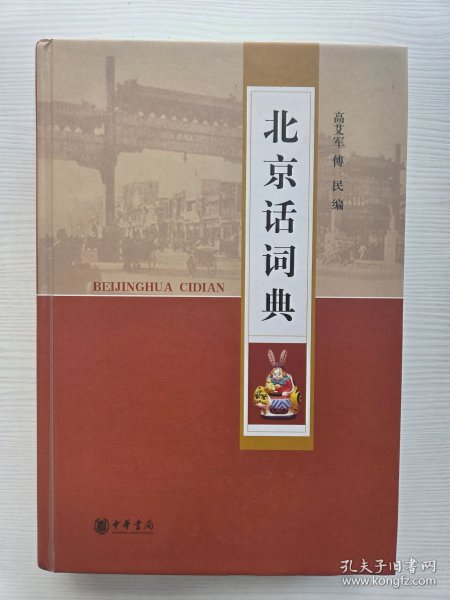 北京话词典
高艾军 傅 民 编
BEIJINGHUA CIDIAN
中華書局
孔夫子旧书网
www.kongfz.com